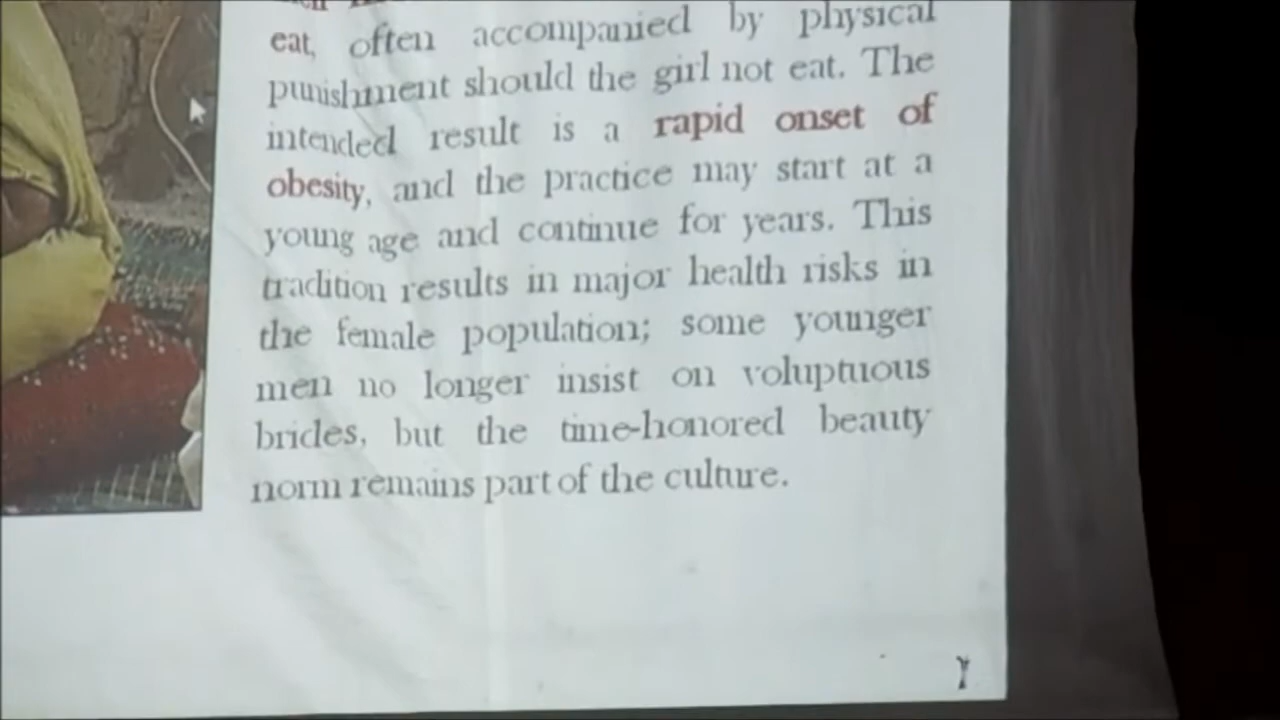 eat, often accompanied by physical
punishment should the girl not eat. The
intended result is a rapid onset of
obesity, and the practice may start at a
young age and continue for years. This
tradition results in major health risks in
the female population; some younger
men no longer insist on voluptuous
brides, but the time-honored beauty
norm remains part of the culture.